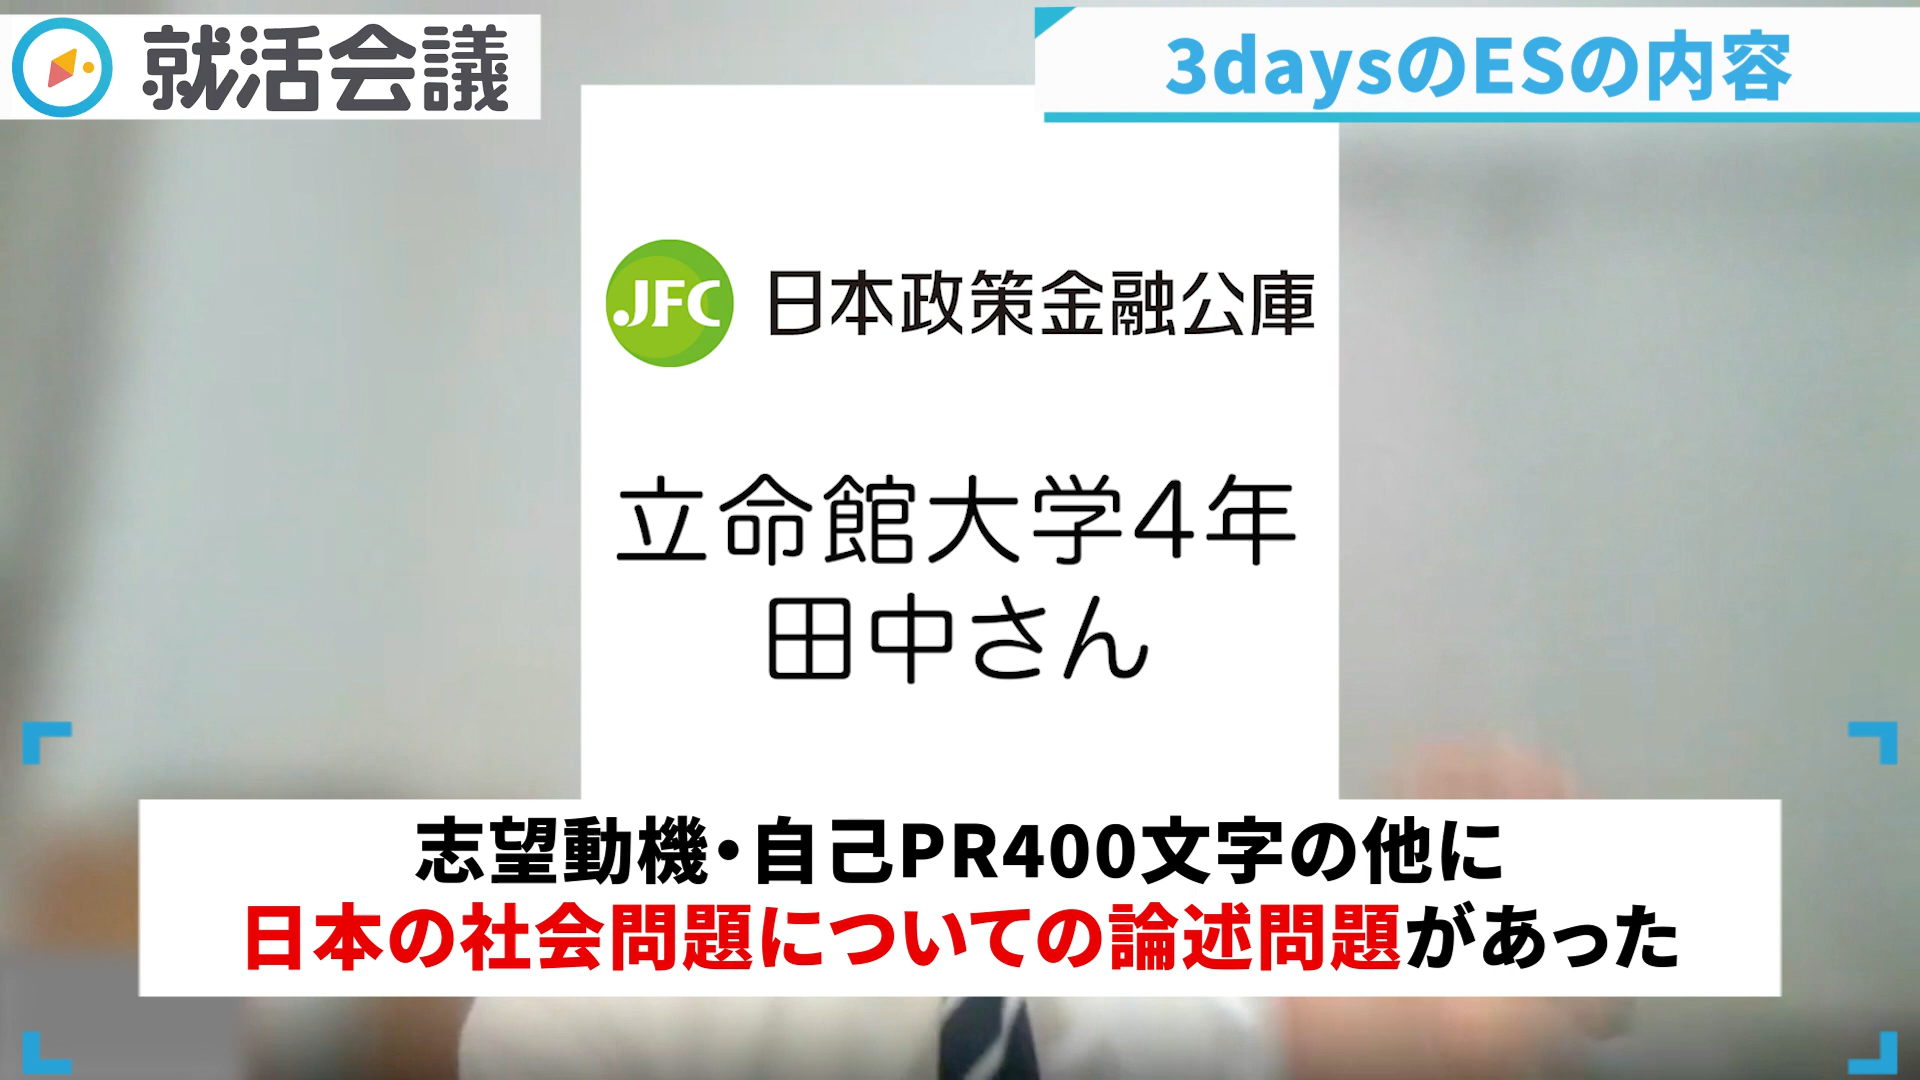 就活会議
3daysのESの内容
JFC 日本政策金融公庫
立命館大学4年
田中さん
志望動機・自己PR400文字の他に
日本の社会問題についての論述問題があった